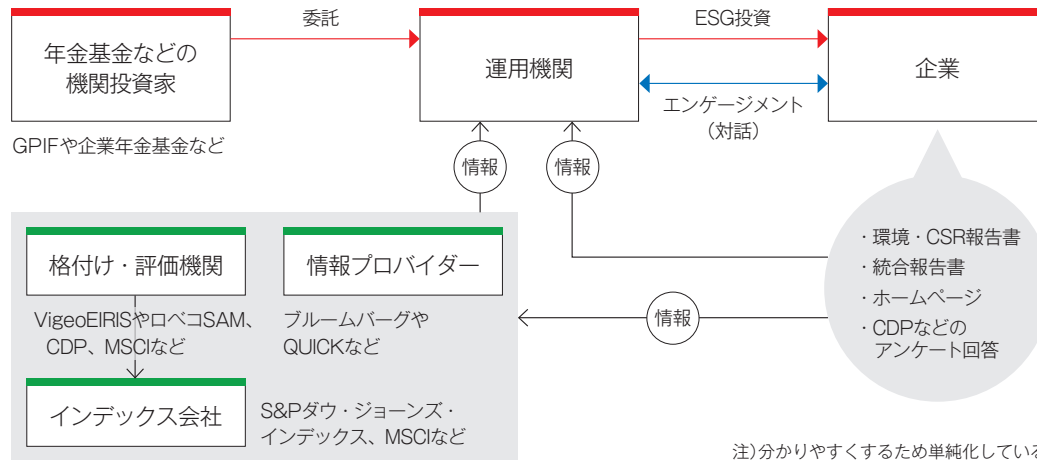 委託
ESG投資
年金基金などの
機関投資家
運用機関
企業
エンゲージメント
（対話）
GPIFや企業年金基金など
情報
情報
格付け・評価機関
情報プロバイダー
・環境・CSR報告書
・統合報告書
・ホームページ
・CDPなどの
アンケート回答
VigeoEIRISやロベコSAM、
CDP、MSCIなど
ブルームバーグや
QUICKなど
情報
インデックス会社
S&Pダウ・ジョーンズ・
インデックス、MSCIなど
注）分かりやすくするため単純化している